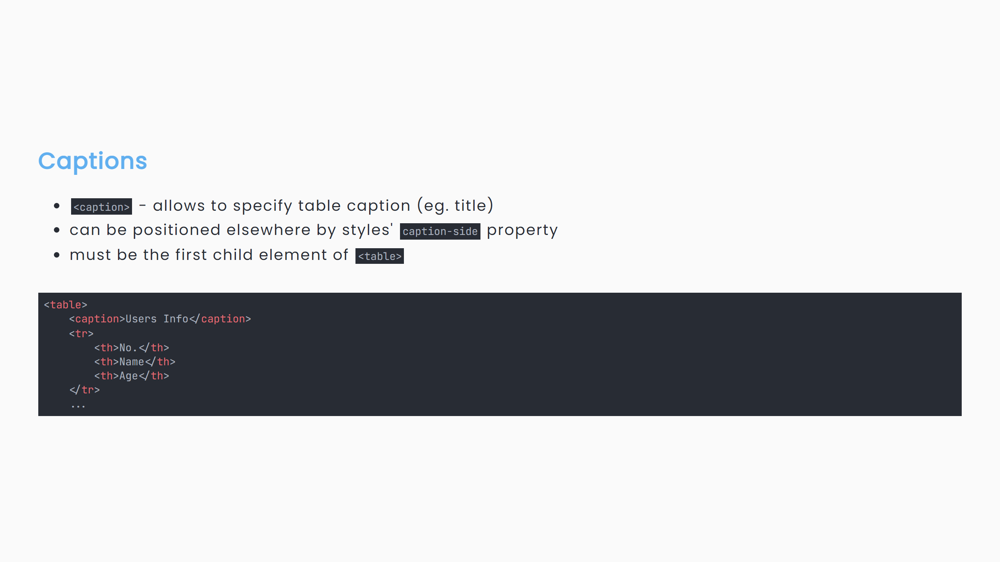 Captions
<caption> - allows to specify table caption (eg. title)
can be positioned elsewhere by styles' caption-side property
must be the first child element of <table>
<table>
    <caption>Users Info</caption>
    <tr>
        <th>No.</th>
        <th>Name</th>
        <th>Age</th>
    </tr>
    ...